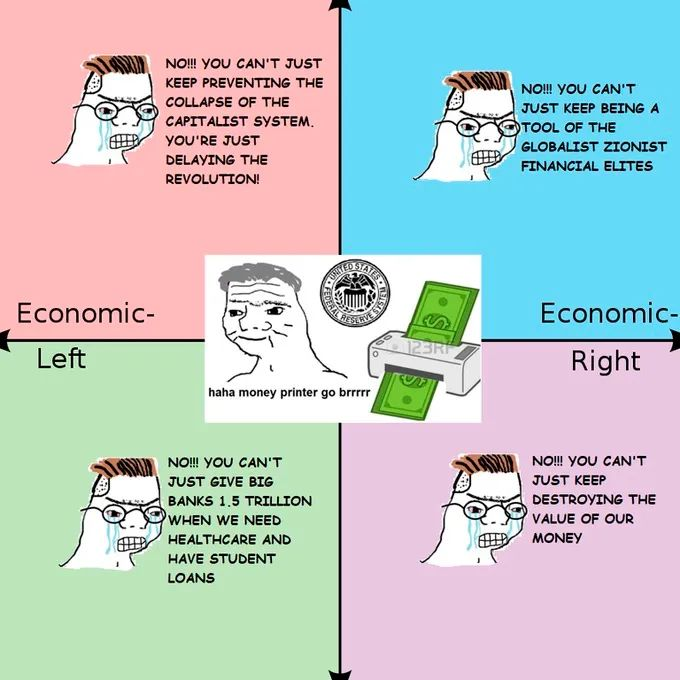 NO!!! YOU CAN'T JUST
KEEP PREVENTING THE
COLLAPSE OF THE
CAPITALIST SYSTEM.
YOU'RE JUST
DELAYING THE
REVOLUTION!
NO!!! YOU CAN'T
JUST KEEP BEING A
TOOL OF THE
GLOBALIST ZIONIST
FINANCIAL ELITES
Economic-
Left
Economic-
Right
UNITED STATES
FEDERAL RESERVE SYSTEM
123RF
haha money printer go brrrrr
NO!!! YOU CAN'T
JUST GIVE BIG
BANKS 1.5 TRILLION
WHEN WE NEED
HEALTHCARE AND
HAVE STUDENT
LOANS
NO!!! YOU CAN'T
JUST KEEP
DESTROYING THE
VALUE OF OUR
MONEY